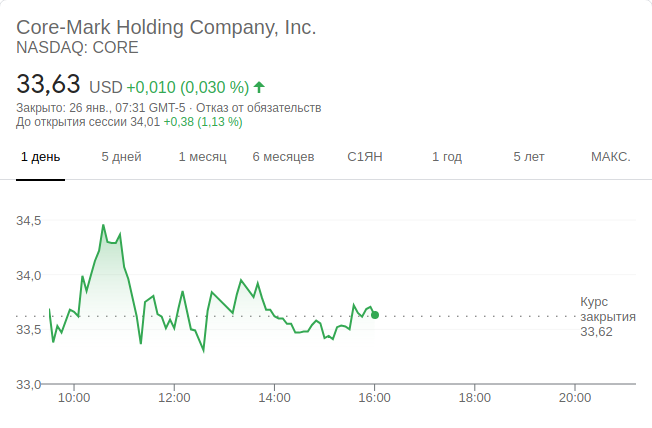 Core-Mark Holding Company, Inc.
NASDAQ: CORE
33,63 USD +0,010 (0,030 %)
Закрыто: 26 янв., 07:31 GMT-5 · Отказ от обязательств
До открытия сессии 34,01 +0,38 (1,13 %)
1 день 5 дней 1 месяц 6 месяцев С1ЯН 1 год 5 лет МАКС.
34,5
34,0
Курс
закрытия
33,62
33,5
33,0
10:00 12:00 14:00 16:00 18:00 20:00